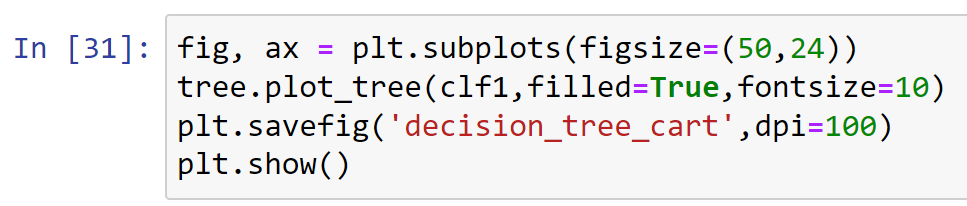 In [31]: fig, ax = plt.subplots(figsize=(50,24))
tree.plot_tree(clf1,filled=True,fontsize=10)
plt.savefig('decision_tree_cart',dpi=100)
plt.show()